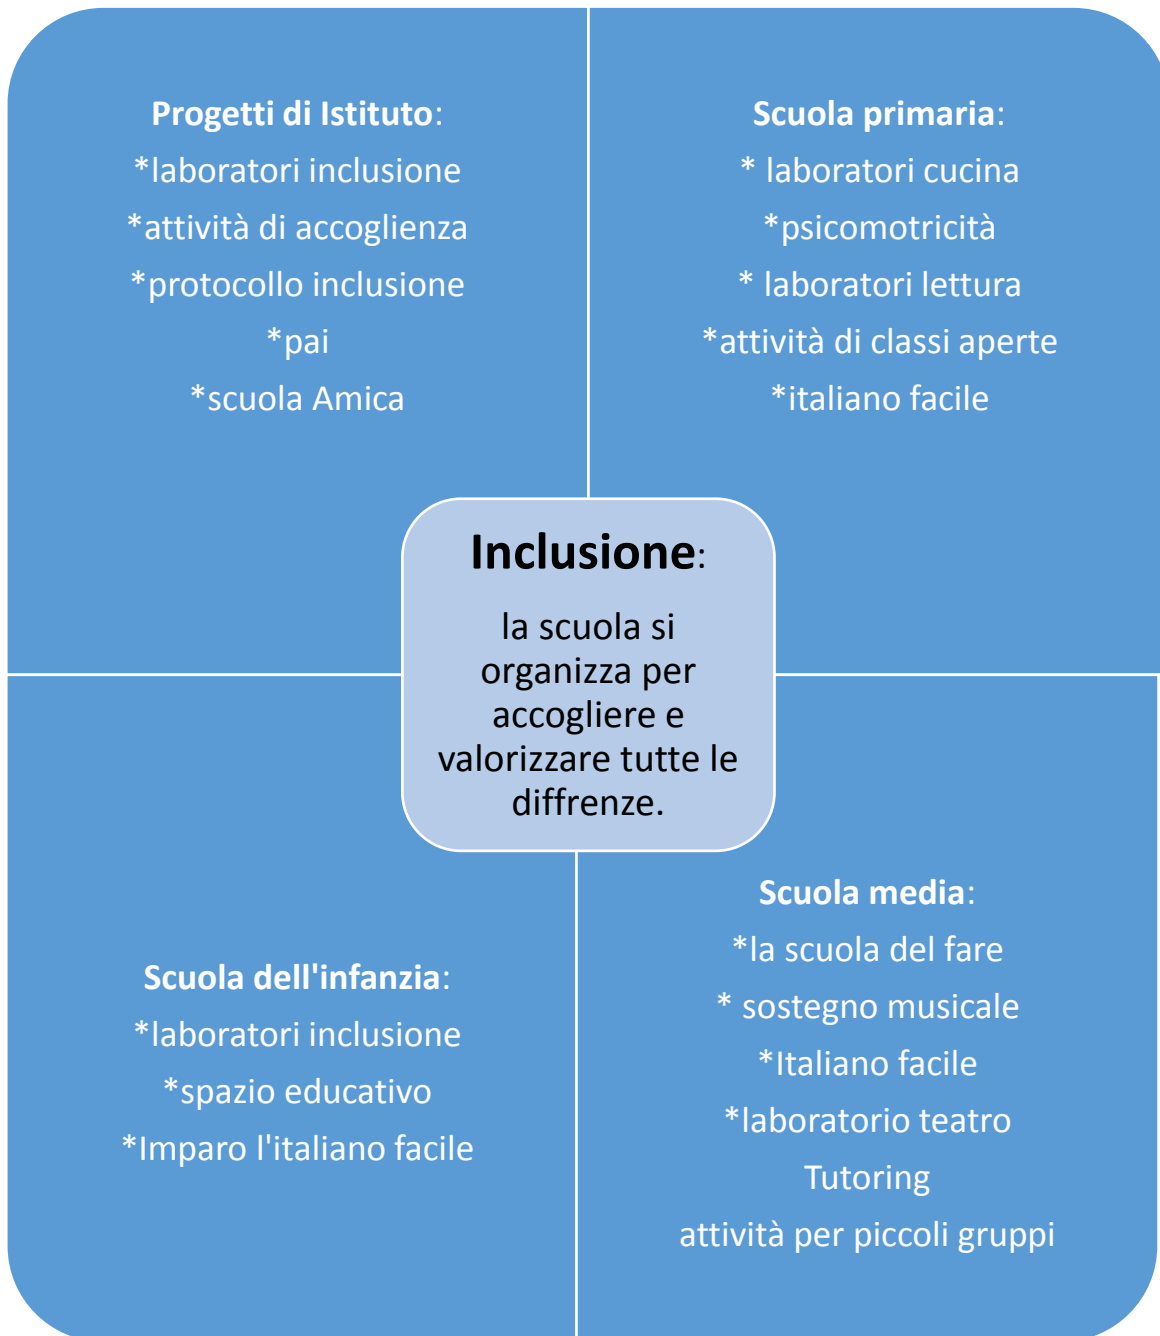 Progetti di Istituto:
*laboratori inclusione
*attività di accoglienza
*protocollo inclusione
*pai
*scuola Amica
Scuola primaria:
* laboratori cucina
*psicomotricità
* laboratori lettura
*attività di classi aperte
*italiano facile
Inclusione:
la scuola si
organizza per
accogliere e
valorizzare tutte le
diffrenze.
Scuola dell'infanzia:
*laboratori inclusione
*spazio educativo
*Imparo l'italiano facile
Scuola media:
*la scuola del fare
* sostegno musicale
*Italiano facile
*laboratorio teatro
Tutoring
attività per piccoli gruppi